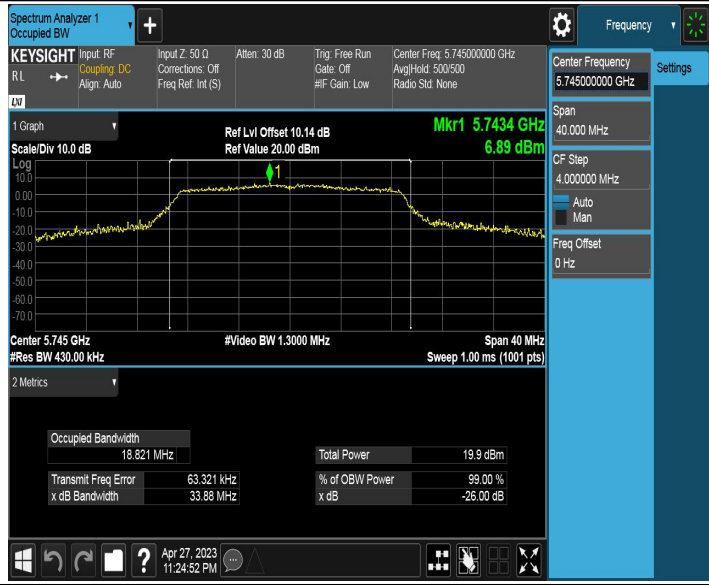 Spectrum Analyzer 1
Occupied BW
Frequency
KEYSIGHT
RL
LXI
Input: RF
Coupling: DC
Align: Auto
Input Z: 50 Ω
Corrections: Off
Freq Ref: Int (S)
Atten: 30 dB
Trig: Free Run
Gate: Off
#IF Gain: Low
Center Freq: 5.745000000 GHz
Avg|Hold: 500/500
Radio Std: None
Center Frequency
5.745000000 GHz
Settings
Span
40.000 MHz
CF Step
4.000000 MHz
Auto
Man
Freq Offset
0 Hz
1 Graph
Scale/Div 10.0 dB
Ref Lvl Offset 10.14 dB
Ref Value 20.00 dBm
Mkr1 5.7434 GHz
6.89 dBm
Log
10.0
0.00
-10.0
-20.0
-30.0
-40.0
-50.0
-60.0
-70.0
1
Center 5.745 GHz
#Res BW 430.00 kHz
#Video BW 1.3000 MHz
Span 40 MHz
Sweep 1.00 ms (1001 pts)
2 Metrics
Occupied Bandwidth
18.821 MHz
Total Power 19.9 dBm
Transmit Freq Error 63.321 kHz
% of OBW Power 99.00 %
x dB Bandwidth 33.88 MHz
x dB -26.00 dB
?
Apr 27, 2023
11:24:52 PM